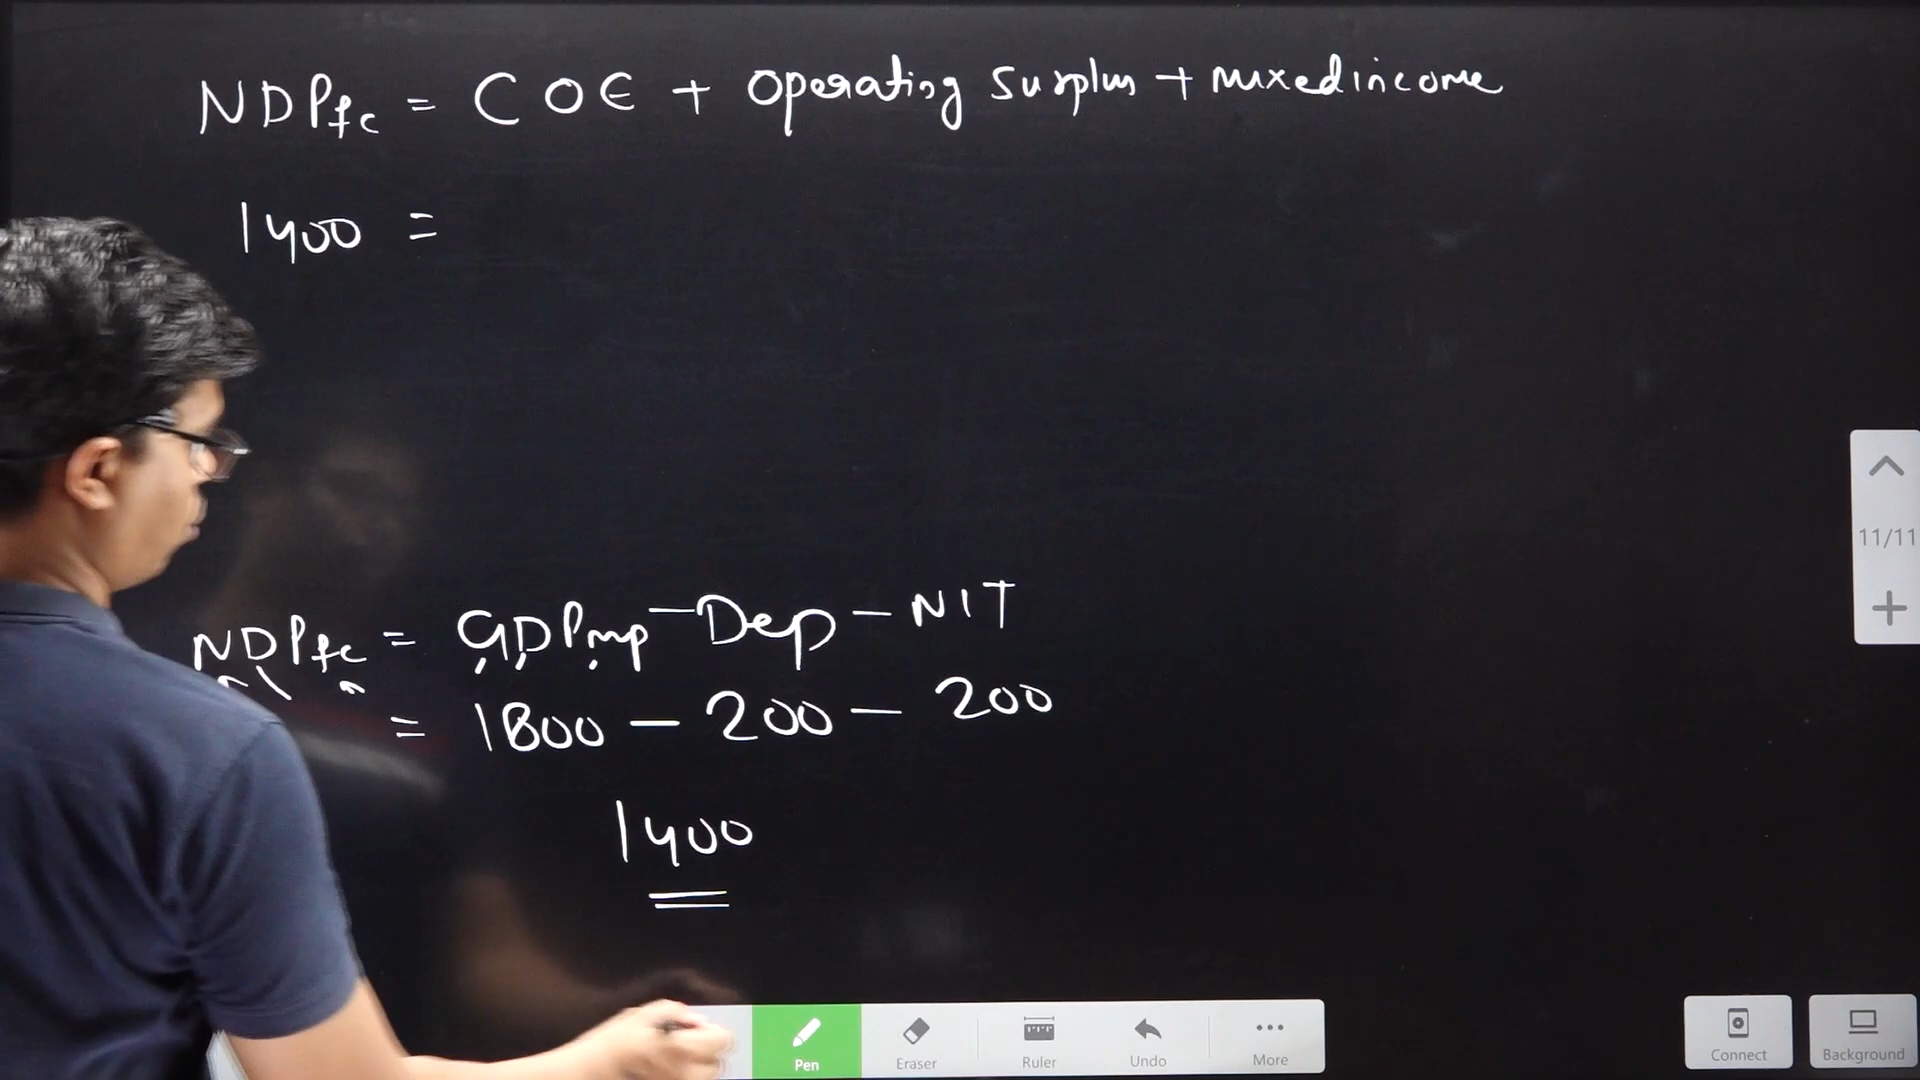 NDPfc = COE + Operating Surplus + mixed income
1400 =
NDPfc = GDPmp - Dep - NIT
= 1800 - 200 - 200
1400
11/11
Pen
Eraser
Ruler
Undo
More
Connect
Background